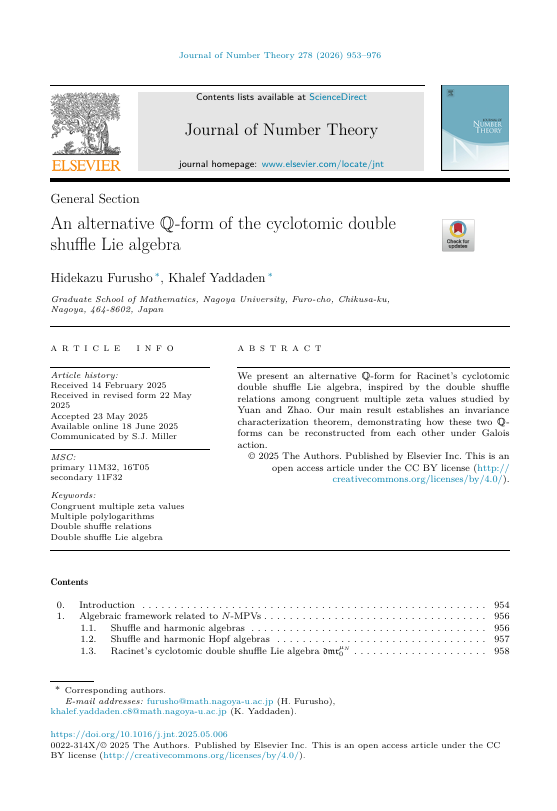 Journal of Number Theory 278 (2026) 953–976
Contents lists available at ScienceDirect
Journal of Number Theory
journal homepage: www.elsevier.com/locate/jnt
ELSEVIER
JOURNAL OF
NUMBER
THEORY
General Section
An alternative ℚ-form of the cyclotomic double
shuffle Lie algebra
Check for
updates
Hidekazu Furusho *, Khalef Yaddaden *
Graduate School of Mathematics, Nagoya University, Furo-cho, Chikusa-ku,
Nagoya, 464-8602, Japan
ARTICLE INFO
Article history:
Received 14 February 2025
Received in revised form 22 May
2025
Accepted 23 May 2025
Available online 18 June 2025
Communicated by S.J. Miller
MSC:
primary 11M32, 16T05
secondary 11F32
Keywords:
Congruent multiple zeta values
Multiple polylogarithms
Double shuffle relations
Double shuffle Lie algebra
ABSTRACT
We present an alternative ℚ-form for Racinet's cyclotomic
double shuffle Lie algebra, inspired by the double shuffle
relations among congruent multiple zeta values studied by
Yuan and Zhao. Our main result establishes an invariance
characterization theorem, demonstrating how these two ℚ-
forms can be reconstructed from each other under Galois
action.
© 2025 The Authors. Published by Elsevier Inc. This is an
open access article under the CC BY license (http://
creativecommons.org/licenses/by/4.0/).
Contents
0. Introduction . . . . . . . . . . . . . . . . . . . . . . . . . . . . . . 954
1. Algebraic framework related to N-MPVs . . . . . . . . . . . . . . . . . . . . 956
1.1. Shuffle and harmonic algebras . . . . . . . . . . . . . . . . . . . . 956
1.2. Shuffle and harmonic Hopf algebras . . . . . . . . . . . . . . . . . . . . 957
1.3. Racinet's cyclotomic double shuffle Lie algebra 𝔡𝔪𝔯₀^{μ_N} . . . . . . . . . . . . . . . 958
* Corresponding authors.
E-mail addresses: furusho@math.nagoya-u.ac.jp (H. Furusho),
khalef.yaddaden.c8@math.nagoya-u.ac.jp (K. Yaddaden).
https://doi.org/10.1016/j.jnt.2025.05.006
0022-314X/© 2025 The Authors. Published by Elsevier Inc. This is an open access article under the CC
BY license (http://creativecommons.org/licenses/by/4.0/).